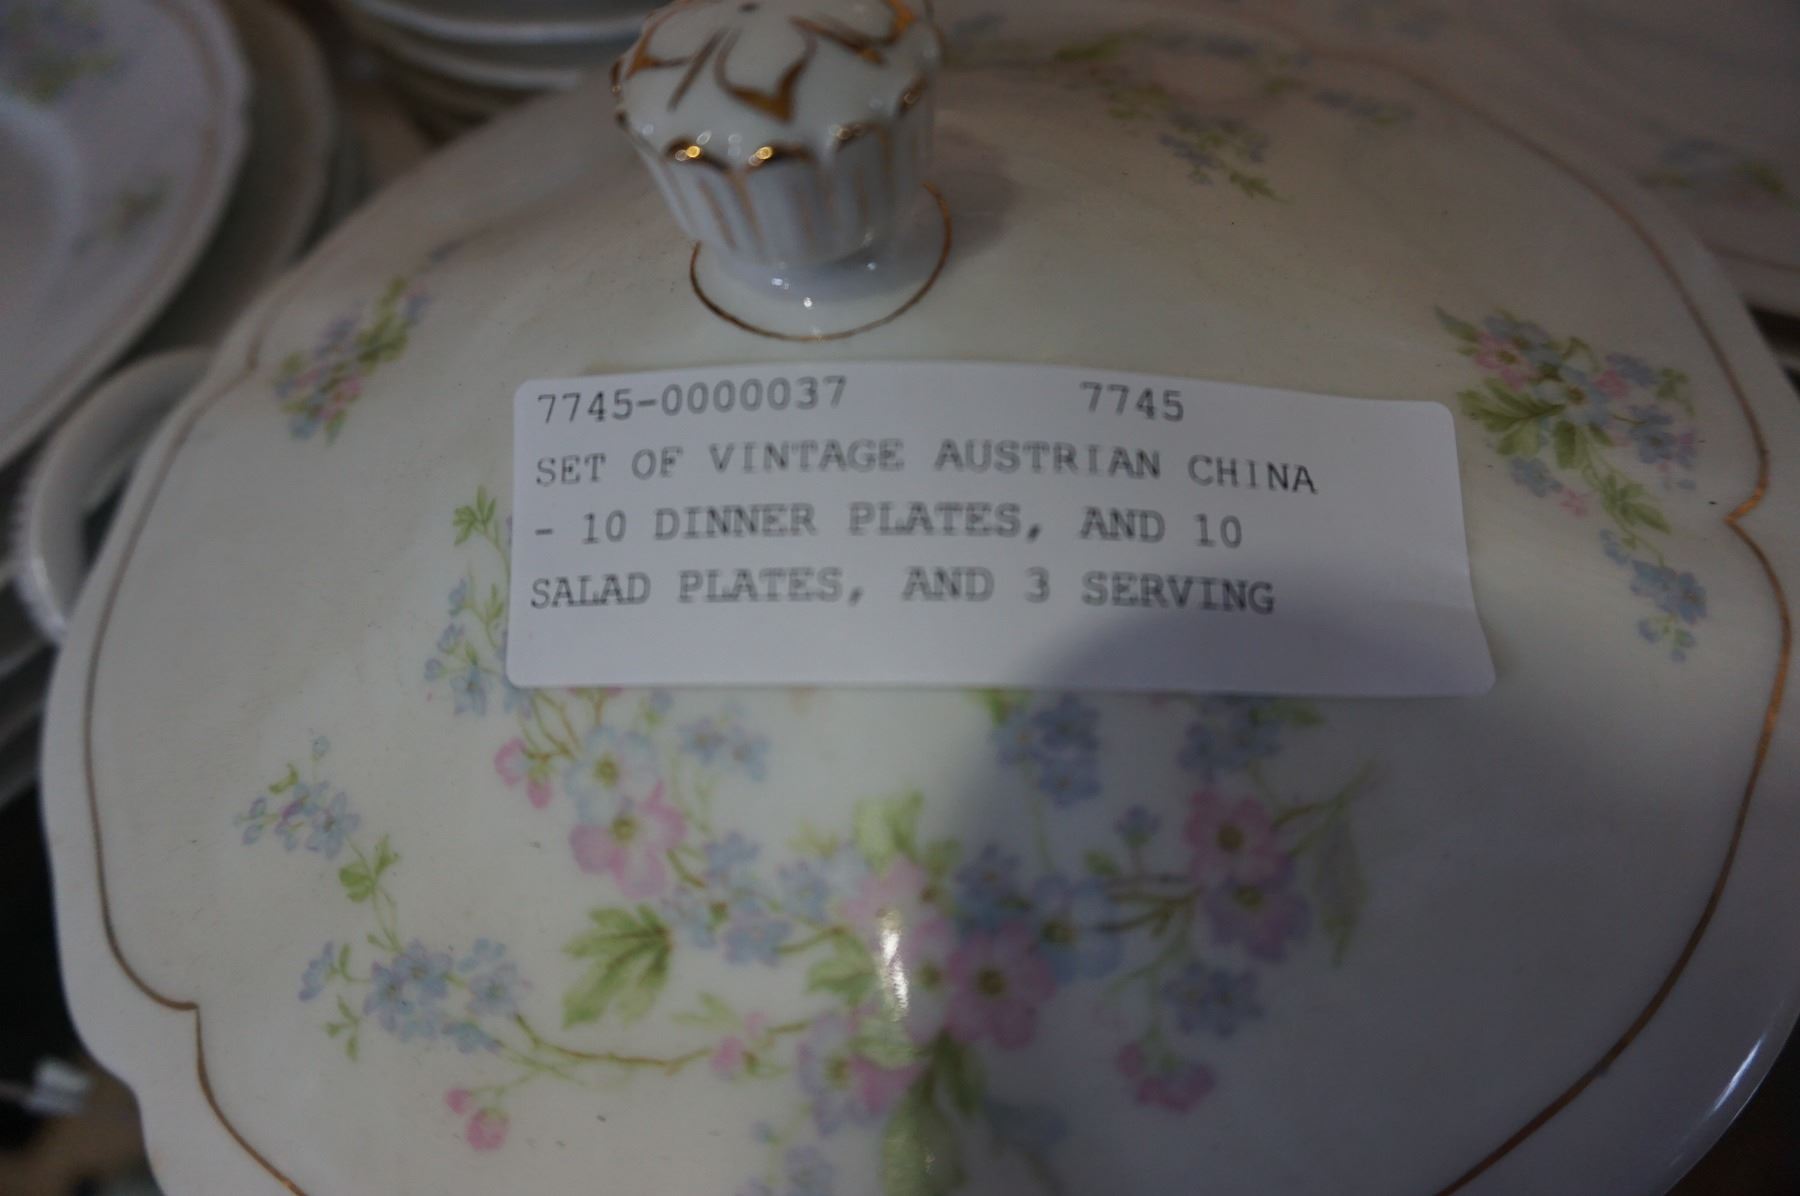 7745-0000037 7745
SET OF VINTAGE AUSTRIAN CHINA
- 10 DINNER PLATES, AND 10
SALAD PLATES, AND 3 SERVING